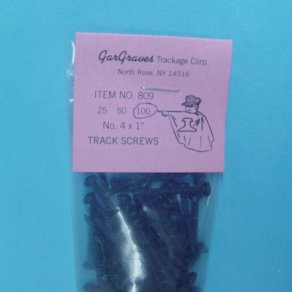 GarGraves Trackage Corp.
North Rose, NY 14516
ITEM NO. 809
25 50 100
No. 4 x 1"
TRACK SCREWS